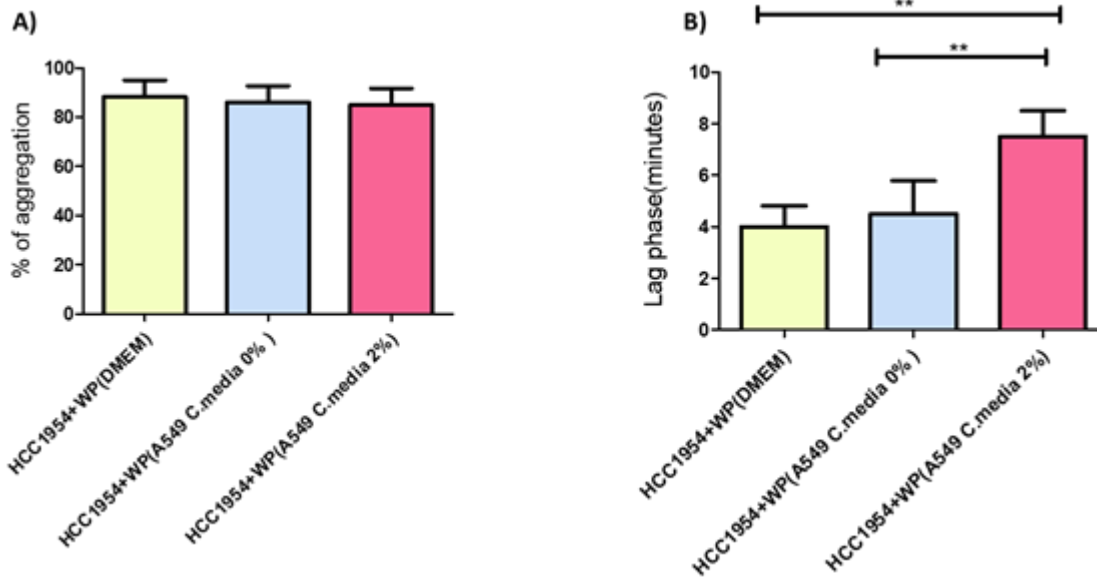 A)
% of aggregation
100
80
60
40
20
0
HCC1954+WP(DMEM)
HCC1954+WP(A549 C.media 0% )
HCC1954+WP(A549 C.media 2%)
B)
**
**
Lag phase(minutes)
10
8
6
4
2
0
HCC1954+WP(DMEM)
HCC1954+WP(A549 C.media 0% )
HCC1954+WP(A549 C.media 2%)